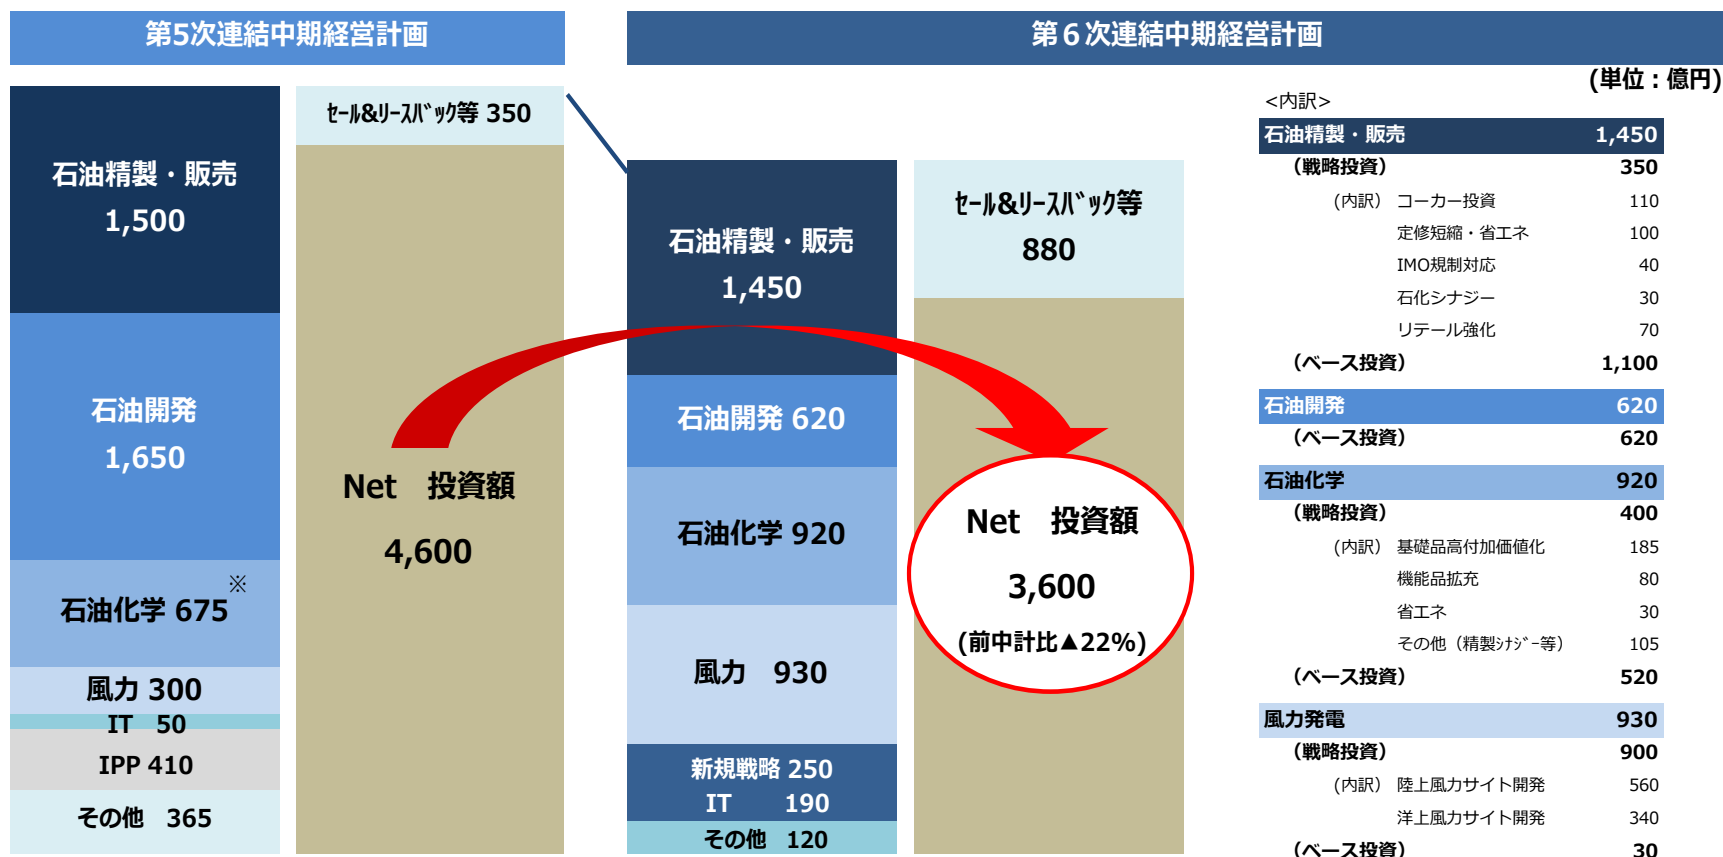 第5次連結中期経営計画
石油精製・販売
1,500
石油開発
1,650
※
石油化学 675
風力 300
IT 50
IPP 410
その他 365
ｾｰﾙ&ﾘｰｽﾊﾞｯｸ等 350
Net 投資額
4,600
第６次連結中期経営計画
(単位：億円)
石油精製・販売
1,450
石油開発 620
石油化学 920
風力 930
新規戦略 250
IT 190
その他 120
ｾｰﾙ&ﾘｰｽﾊﾞｯｸ等
880
Net 投資額
3,600
(前中計比▲22%)
<内訳>
石油精製・販売 1,450
（戦略投資） 350
(内訳） コーカー投資 110
定修短縮・省エネ 100
IMO規制対応 40
石化シナジー 30
リテール強化 70
（ベース投資） 1,100
石油開発 620
（ベース投資） 620
石油化学 920
（戦略投資） 400
(内訳） 基礎品高付加価値化 185
機能品拡充 80
省エネ 30
その他（精製ｼﾅｼﾞｰ等） 105
（ベース投資） 520
風力発電 930
（戦略投資） 900
(内訳） 陸上風力サイト開発 560
洋上風力サイト開発 340
（ベース投資） 30